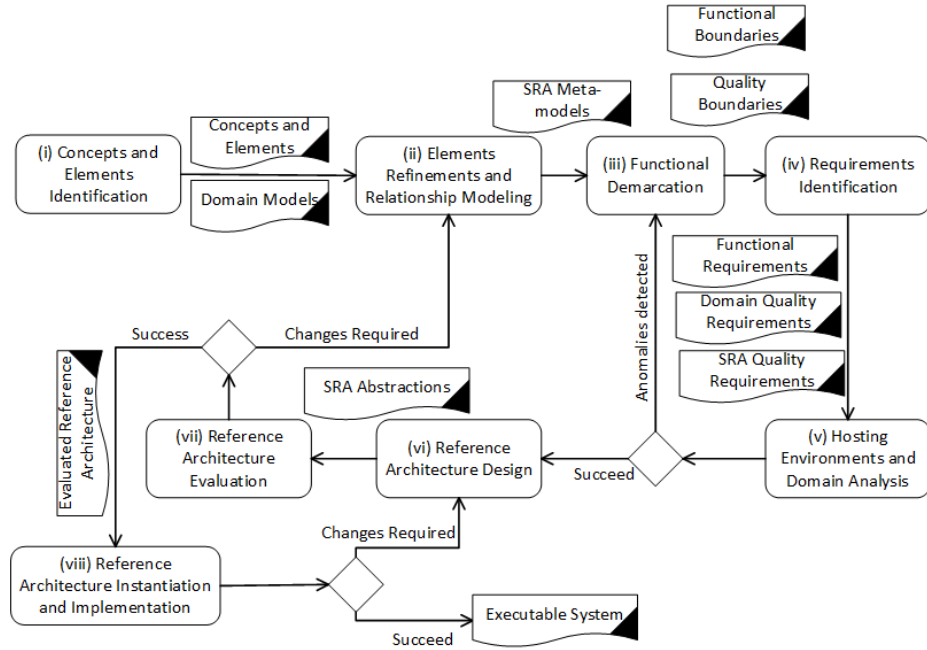 Functional
Boundaries
Quality
Boundaries
SRA Meta-
models
Concepts and
Elements
Domain Models
(i) Concepts and
Elements
Identification
(ii) Elements
Refinements and
Relationship Modeling
(iii) Functional
Demarcation
(iv) Requirements
Identification
Functional
Requirements
Domain Quality
Requirements
SRA Quality
Requirements
Anomalies detected
Success
Changes Required
SRA Abstractions
Evaluated Reference
Architecture
(vii) Reference
Architecture
Evaluation
(vi) Reference
Architecture Design
Succeed
(v) Hosting
Environments and
Domain Analysis
Changes Required
(viii) Reference
Architecture Instantiation
and Implementation
Executable System
Succeed